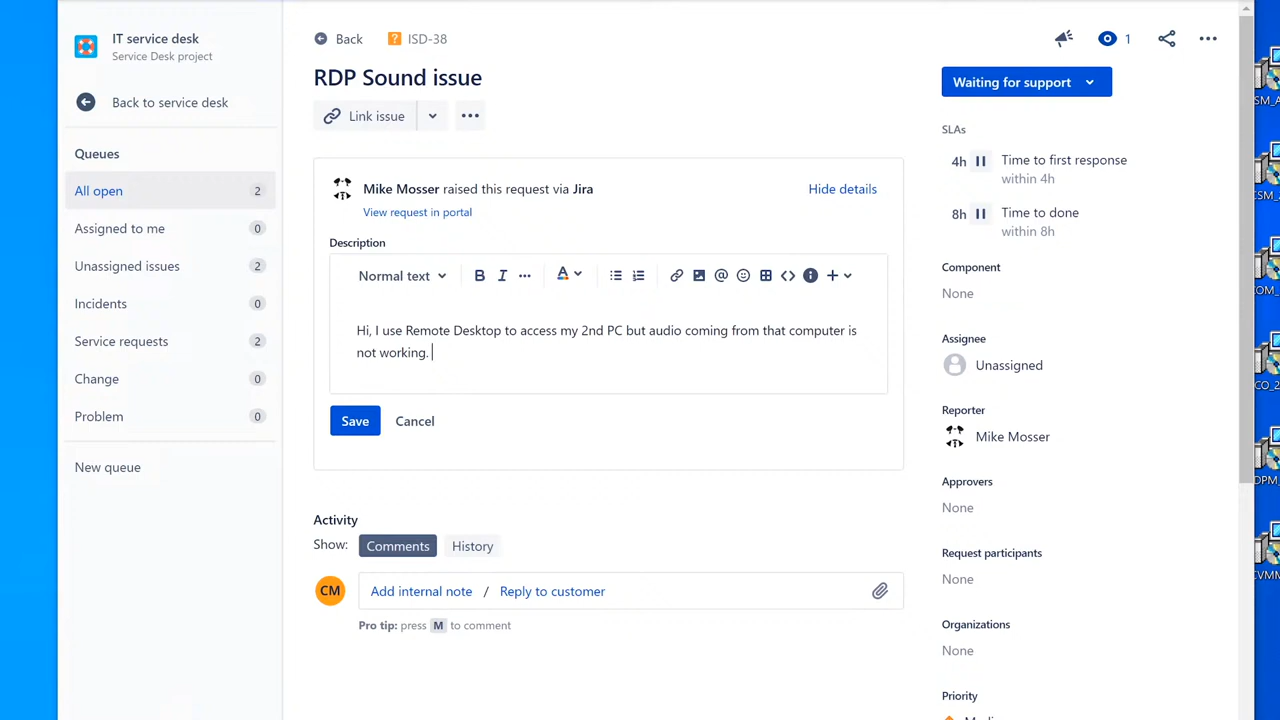 IT service desk
Service Desk project
Back to service desk
Queues
All open 2
Assigned to me 0
Unassigned issues 2
Incidents 0
Service requests 2
Change 0
Problem 0
New queue
Back ISD-38
1
RDP Sound issue
Link issue
Mike Mosser raised this request via Jira
Hide details
View request in portal
Description
Normal text B I A
Hi, I use Remote Desktop to access my 2nd PC but audio coming from that computer is
not working.
Save Cancel
Activity
Show: Comments History
CM Add internal note / Reply to customer
Pro tip: press M to comment
Waiting for support
SLAs
4h Time to first response
within 4h
8h Time to done
within 8h
Component
None
Assignee
Unassigned
Reporter
Mike Mosser
Approvers
None
Request participants
None
Organizations
None
Priority